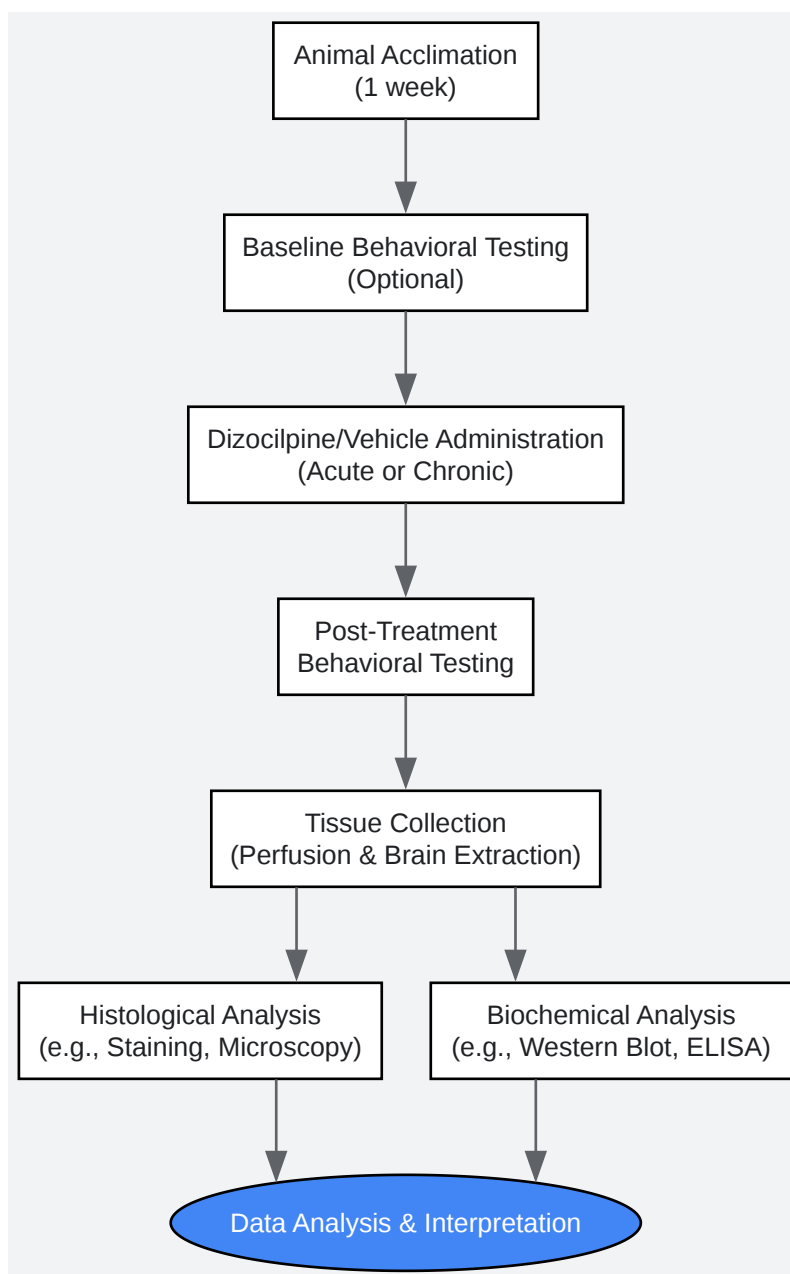 Animal Acclimation
(1 week)
Baseline Behavioral Testing
(Optional)
Dizocilpine/Vehicle Administration
(Acute or Chronic)
Post-Treatment
Behavioral Testing
Tissue Collection
(Perfusion & Brain Extraction)
Histological Analysis
(e.g., Staining, Microscopy)
Biochemical Analysis
(e.g., Western Blot, ELISA)
Data Analysis & Interpretation